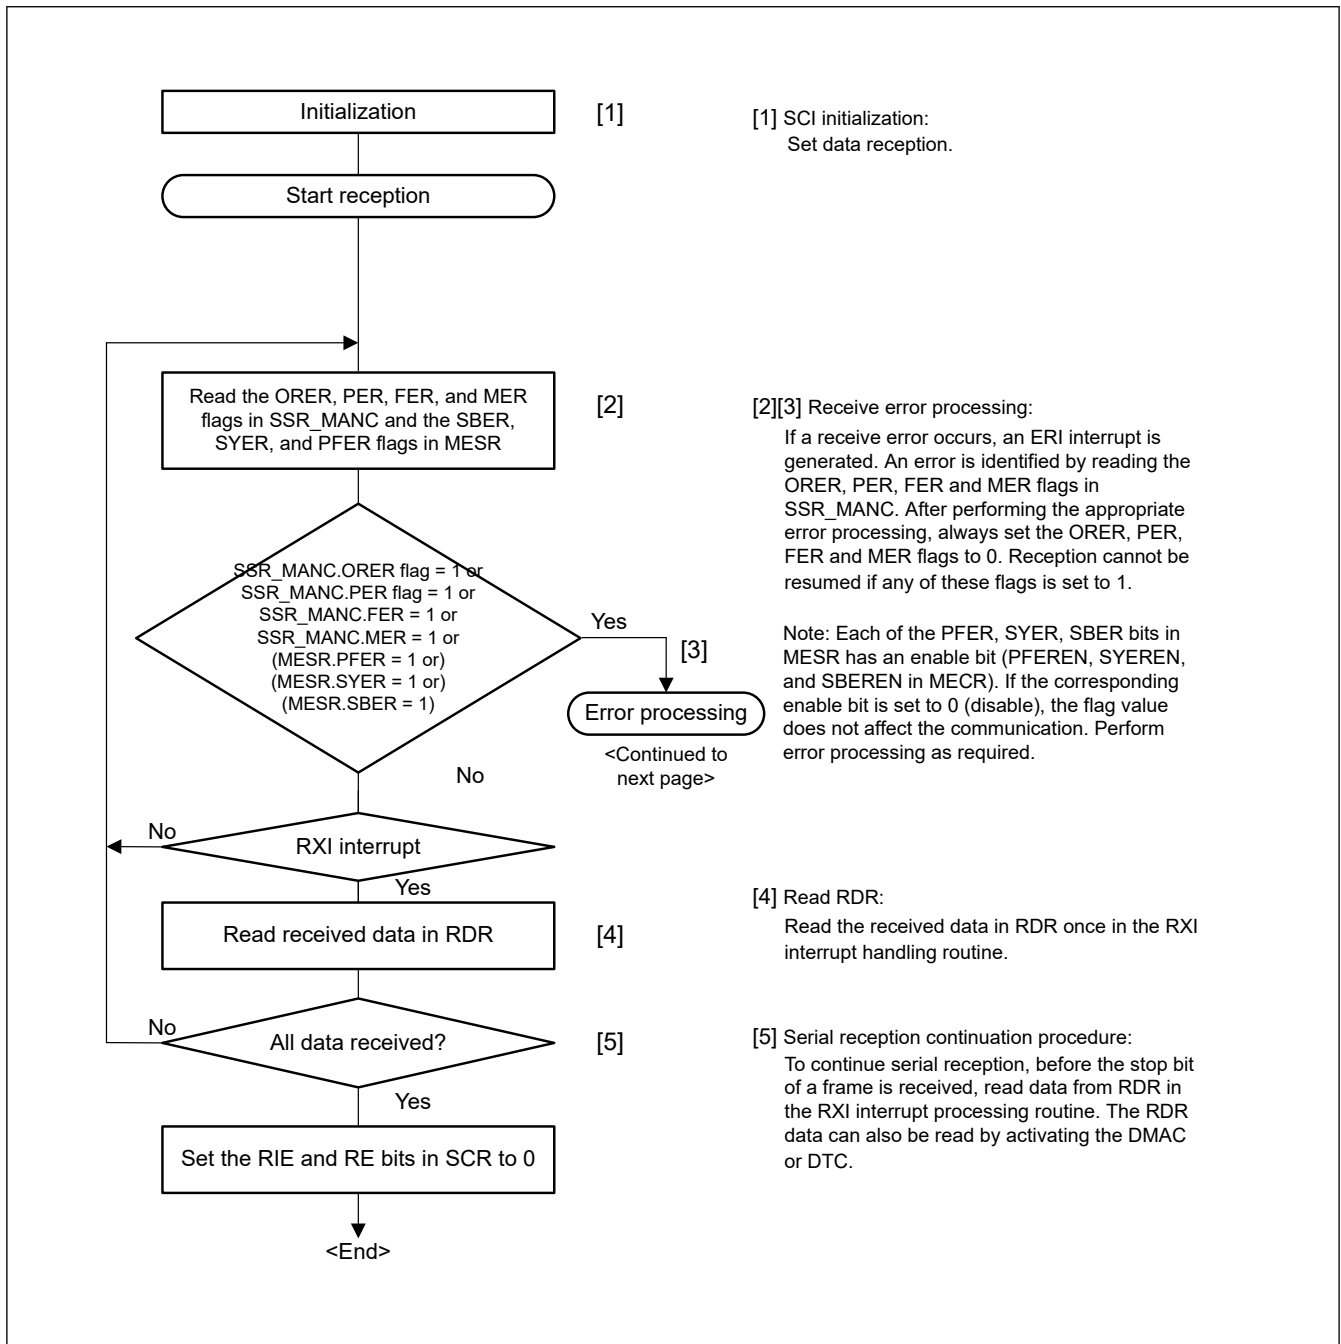 Initialization
[1]
[1] SCI initialization:
Set data reception.
Start reception
Read the ORER, PER, FER, and MER
flags in SSR_MANC and the SBER,
SYER, and PFER flags in MESR
[2]
[2][3] Receive error processing:
If a receive error occurs, an ERI interrupt is
generated. An error is identified by reading the
ORER, PER, FER and MER flags in
SSR_MANC. After performing the appropriate
error processing, always set the ORER, PER,
FER and MER flags to 0. Reception cannot be
resumed if any of these flags is set to 1.
Note: Each of the PFER, SYER, SBER bits in
MESR has an enable bit (PFEREN, SYEREN,
and SBEREN in MECR). If the corresponding
enable bit is set to 0 (disable), the flag value
does not affect the communication. Perform
error processing as required.
SSR_MANC.ORER flag = 1 or
SSR_MANC.PER flag = 1 or
SSR_MANC.FER = 1 or
SSR_MANC.MER = 1 or
(MESR.PFER = 1 or)
(MESR.SYER = 1 or)
(MESR.SBER = 1)
Yes
[3]
Error processing
<Continued to
next page>
No
No
RXI interrupt
Yes
Read received data in RDR
[4]
[4] Read RDR:
Read the received data in RDR once in the RXI
interrupt handling routine.
No
All data received?
[5]
[5] Serial reception continuation procedure:
To continue serial reception, before the stop bit
of a frame is received, read data from RDR in
the RXI interrupt processing routine. The RDR
data can also be read by activating the DMAC
or DTC.
Yes
Set the RIE and RE bits in SCR to 0
<End>